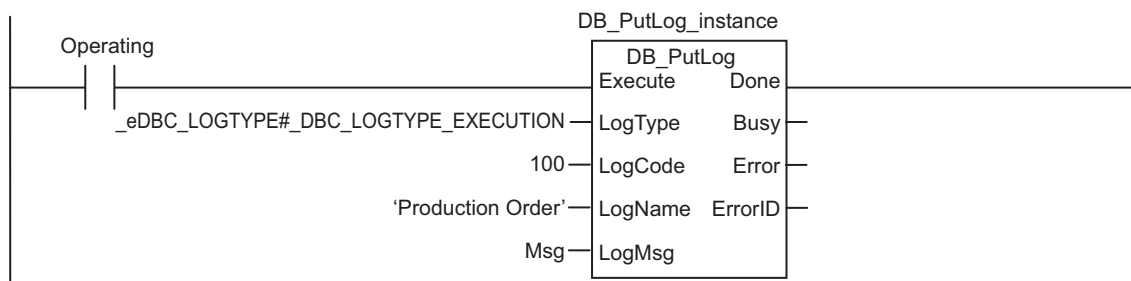 DB_PutLog_instance
Operating
DB_PutLog
Execute Done
_eDBC_LOGTYPE#_DBC_LOGTYPE_EXECUTION LogType Busy
100 LogCode Error
‘Production Order’ LogName ErrorID
Msg LogMsg